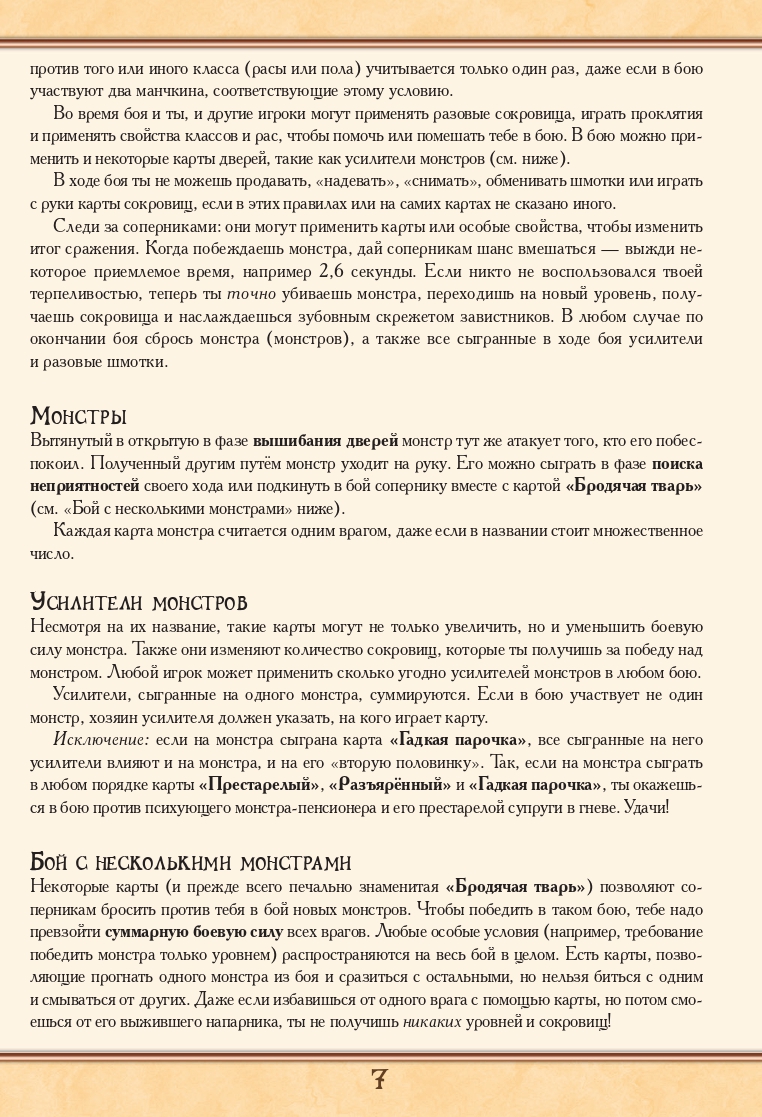 против того или иного класса (расы или пола) учитывается только один раз, даже если в бою
участвуют два манчкина, соответствующие этому условию.
Во время боя и ты, и другие игроки могут применять разовые сокровища, играть проклятия
и применять свойства классов и рас, чтобы помочь или помешать тебе в бою. В бою можно при-
менить и некоторые карты дверей, такие как усилители монстров (см. ниже).
В ходе боя ты не можешь продавать, «надевать», «снимать», обменивать шмотки или играть
с руки карты сокровищ, если в этих правилах или на самих картах не сказано иного.
Следи за соперниками: они могут применить карты или особые свойства, чтобы изменить
итог сражения. Когда побеждаешь монстра, дай соперникам шанс вмешаться — выжди не-
которое приемлемое время, например 2,6 секунды. Если никто не воспользовался твоей
терпеливостью, теперь ты точно убиваешь монстра, переходишь на новый уровень, полу-
чаешь сокровища и наслаждаешься зубовным скрежетом завистников. В любом случае по
окончании боя сбрось монстра (монстров), а также все сыгранные в ходе боя усилители
и разовые шмотки.
Монстры
Вытянутый в открытую в фазе вышибания дверей монстр тут же атакует того, кто его побес-
покоил. Полученный другим путём монстр уходит на руку. Его можно сыграть в фазе поиска
неприятностей своего хода или подкинуть в бой сопернику вместе с картой «Бродячая тварь»
(см. «Бой с несколькими монстрами» ниже).
Каждая карта монстра считается одним врагом, даже если в названии стоит множественное
число.
Усилители монстров
Несмотря на их название, такие карты могут не только увеличить, но и уменьшить боевую
силу монстра. Также они изменяют количество сокровищ, которые ты получишь за победу над
монстром. Любой игрок может применить сколько угодно усилителей монстров в любом бою.
Усилители, сыгранные на одного монстра, суммируются. Если в бою участвует не один
монстр, хозяин усилителя должен указать, на кого играет карту.
Исключение: если на монстра сыграна карта «Гадкая парочка», все сыгранные на него
усилители влияют и на монстра, и на его «вторую половинку». Так, если на монстра сыграть
в любом порядке карты «Престарелый», «Разъярённый» и «Гадкая парочка», ты окажешь-
ся в бою против психующего монстра-пенсионера и его престарелой супруги в гневе. Удачи!
Бой с несколькими монстрами
Некоторые карты (и прежде всего печально знаменитая «Бродячая тварь») позволяют со-
перникам бросить против тебя в бой новых монстров. Чтобы победить в таком бою, тебе надо
превзойти суммарную боевую силу всех врагов. Любые особые условия (например, требование
победить монстра только уровнем) распространяются на весь бой в целом. Есть карты, позво-
ляющие прогнать одного монстра из боя и сразиться с остальными, но нельзя биться с одним
и смываться от других. Даже если избавишься от одного врага с помощью карты, но потом смо-
ешься от его выжившего напарника, ты не получишь никаких уровней и сокровищ!
7